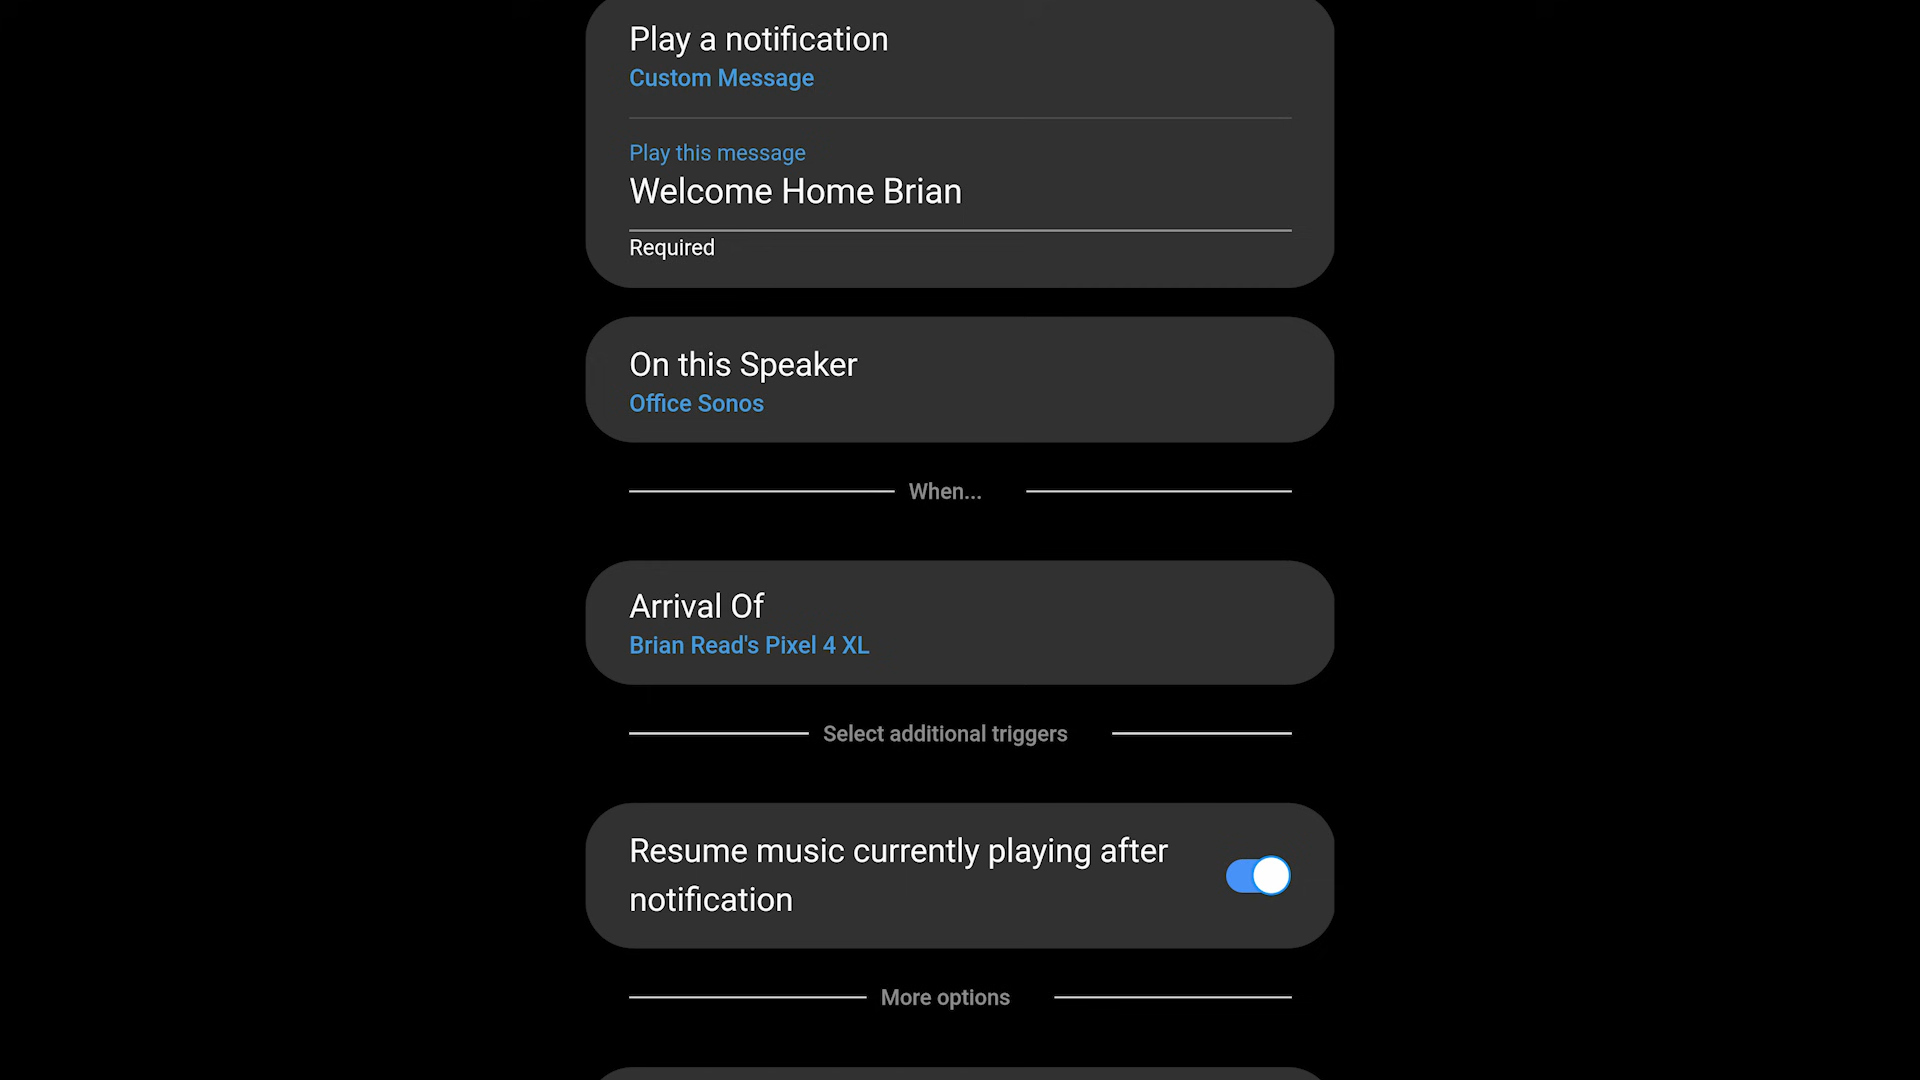 Play a notification
Custom Message
Play this message
Welcome Home Brian
Required
On this Speaker
Office Sonos
When...
Arrival Of
Brian Read's Pixel 4 XL
Select additional triggers
Resume music currently playing after
notification
More options